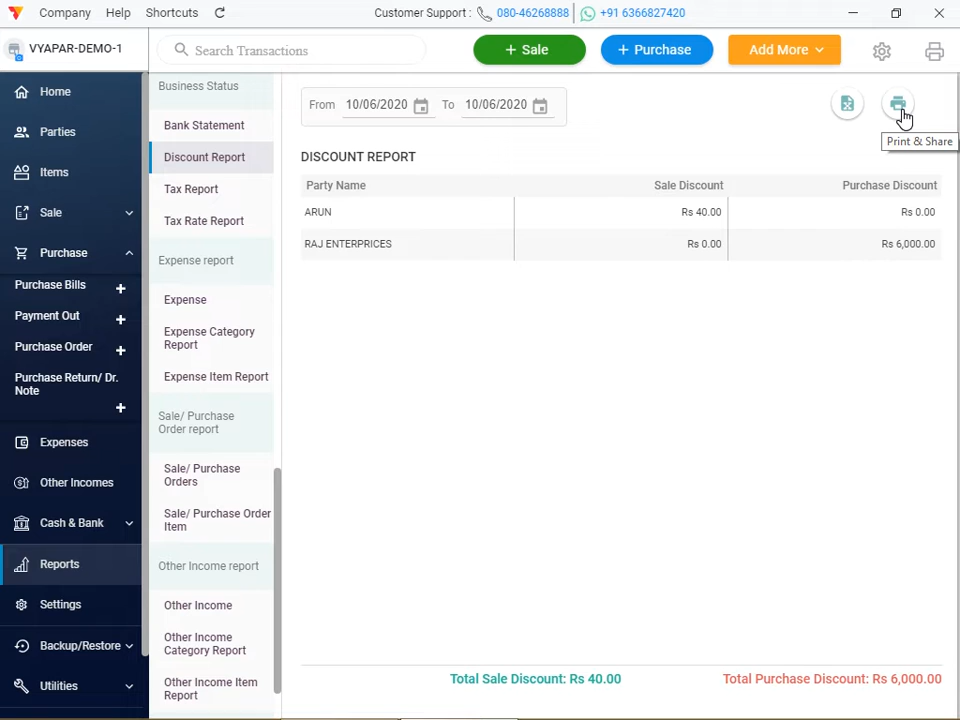 Company Help Shortcuts Customer Support : 080-46268888 +91 6366827420
VYAPAR-DEMO-1 Search Transactions + Sale + Purchase Add More
Home
Parties
Items
Sale
Purchase
Purchase Bills +
Payment Out +
Purchase Order +
Purchase Return/ Dr.
Note
+
Expenses
Other Incomes
Cash & Bank
Reports
Settings
Backup/Restore
Utilities
Business Status
Bank Statement
Discount Report
Tax Report
Tax Rate Report
Expense report
Expense
Expense Category
Report
Expense Item Report
Sale/ Purchase
Order report
Sale/ Purchase
Orders
Sale/ Purchase Order
Item
Other Income report
Other Income
Other Income
Category Report
Other Income Item
Report
From 10/06/2020 To 10/06/2020
Print & Share
DISCOUNT REPORT
Party Name Sale Discount Purchase Discount
ARUN Rs 40.00 Rs 0.00
RAJ ENTERPRICES Rs 0.00 Rs 6,000.00
Total Sale Discount: Rs 40.00 Total Purchase Discount: Rs 6,000.00